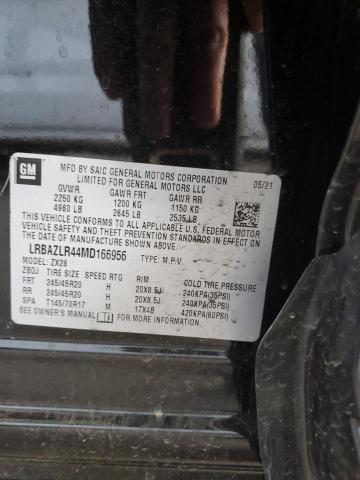 GM
MFD BY SAIC GENERAL MOTORS CORPORATION
LIMITED FOR GENERAL MOTORS LLC
05/21
GVWR GAWR FRT GAWR RR
2250 KG 1200 KG 1150 KG
4960 LB 2645 LB 2535 LB
THIS VEHICLE CONFORMS TO ALL APPLICABLE U.S.
FEDERAL MOTOR VEHICLE SAFETY, BUMPER, AND
THEFT PREVENTION STANDARDS IN EFFECT ON THE
DATE OF MANUFACTURE SHOWN ABOVE.
LRBAZLR44MD166956 TYPE: M.P.V.
MODEL: ZX26
ZBDJ TIRE SIZE SPEED RTG R/M COLD TIRE PRESSURE
FRT 245/45R20 H 20X8.5J 240KPA(35PSI)
RR 245/45R20 H 20X8.5J 240KPA(35PSI)
SPA T145/70R17 M 17X4B 420KPA(60PSI)
SEE OWNER'S MANUAL FOR MORE INFORMATION.